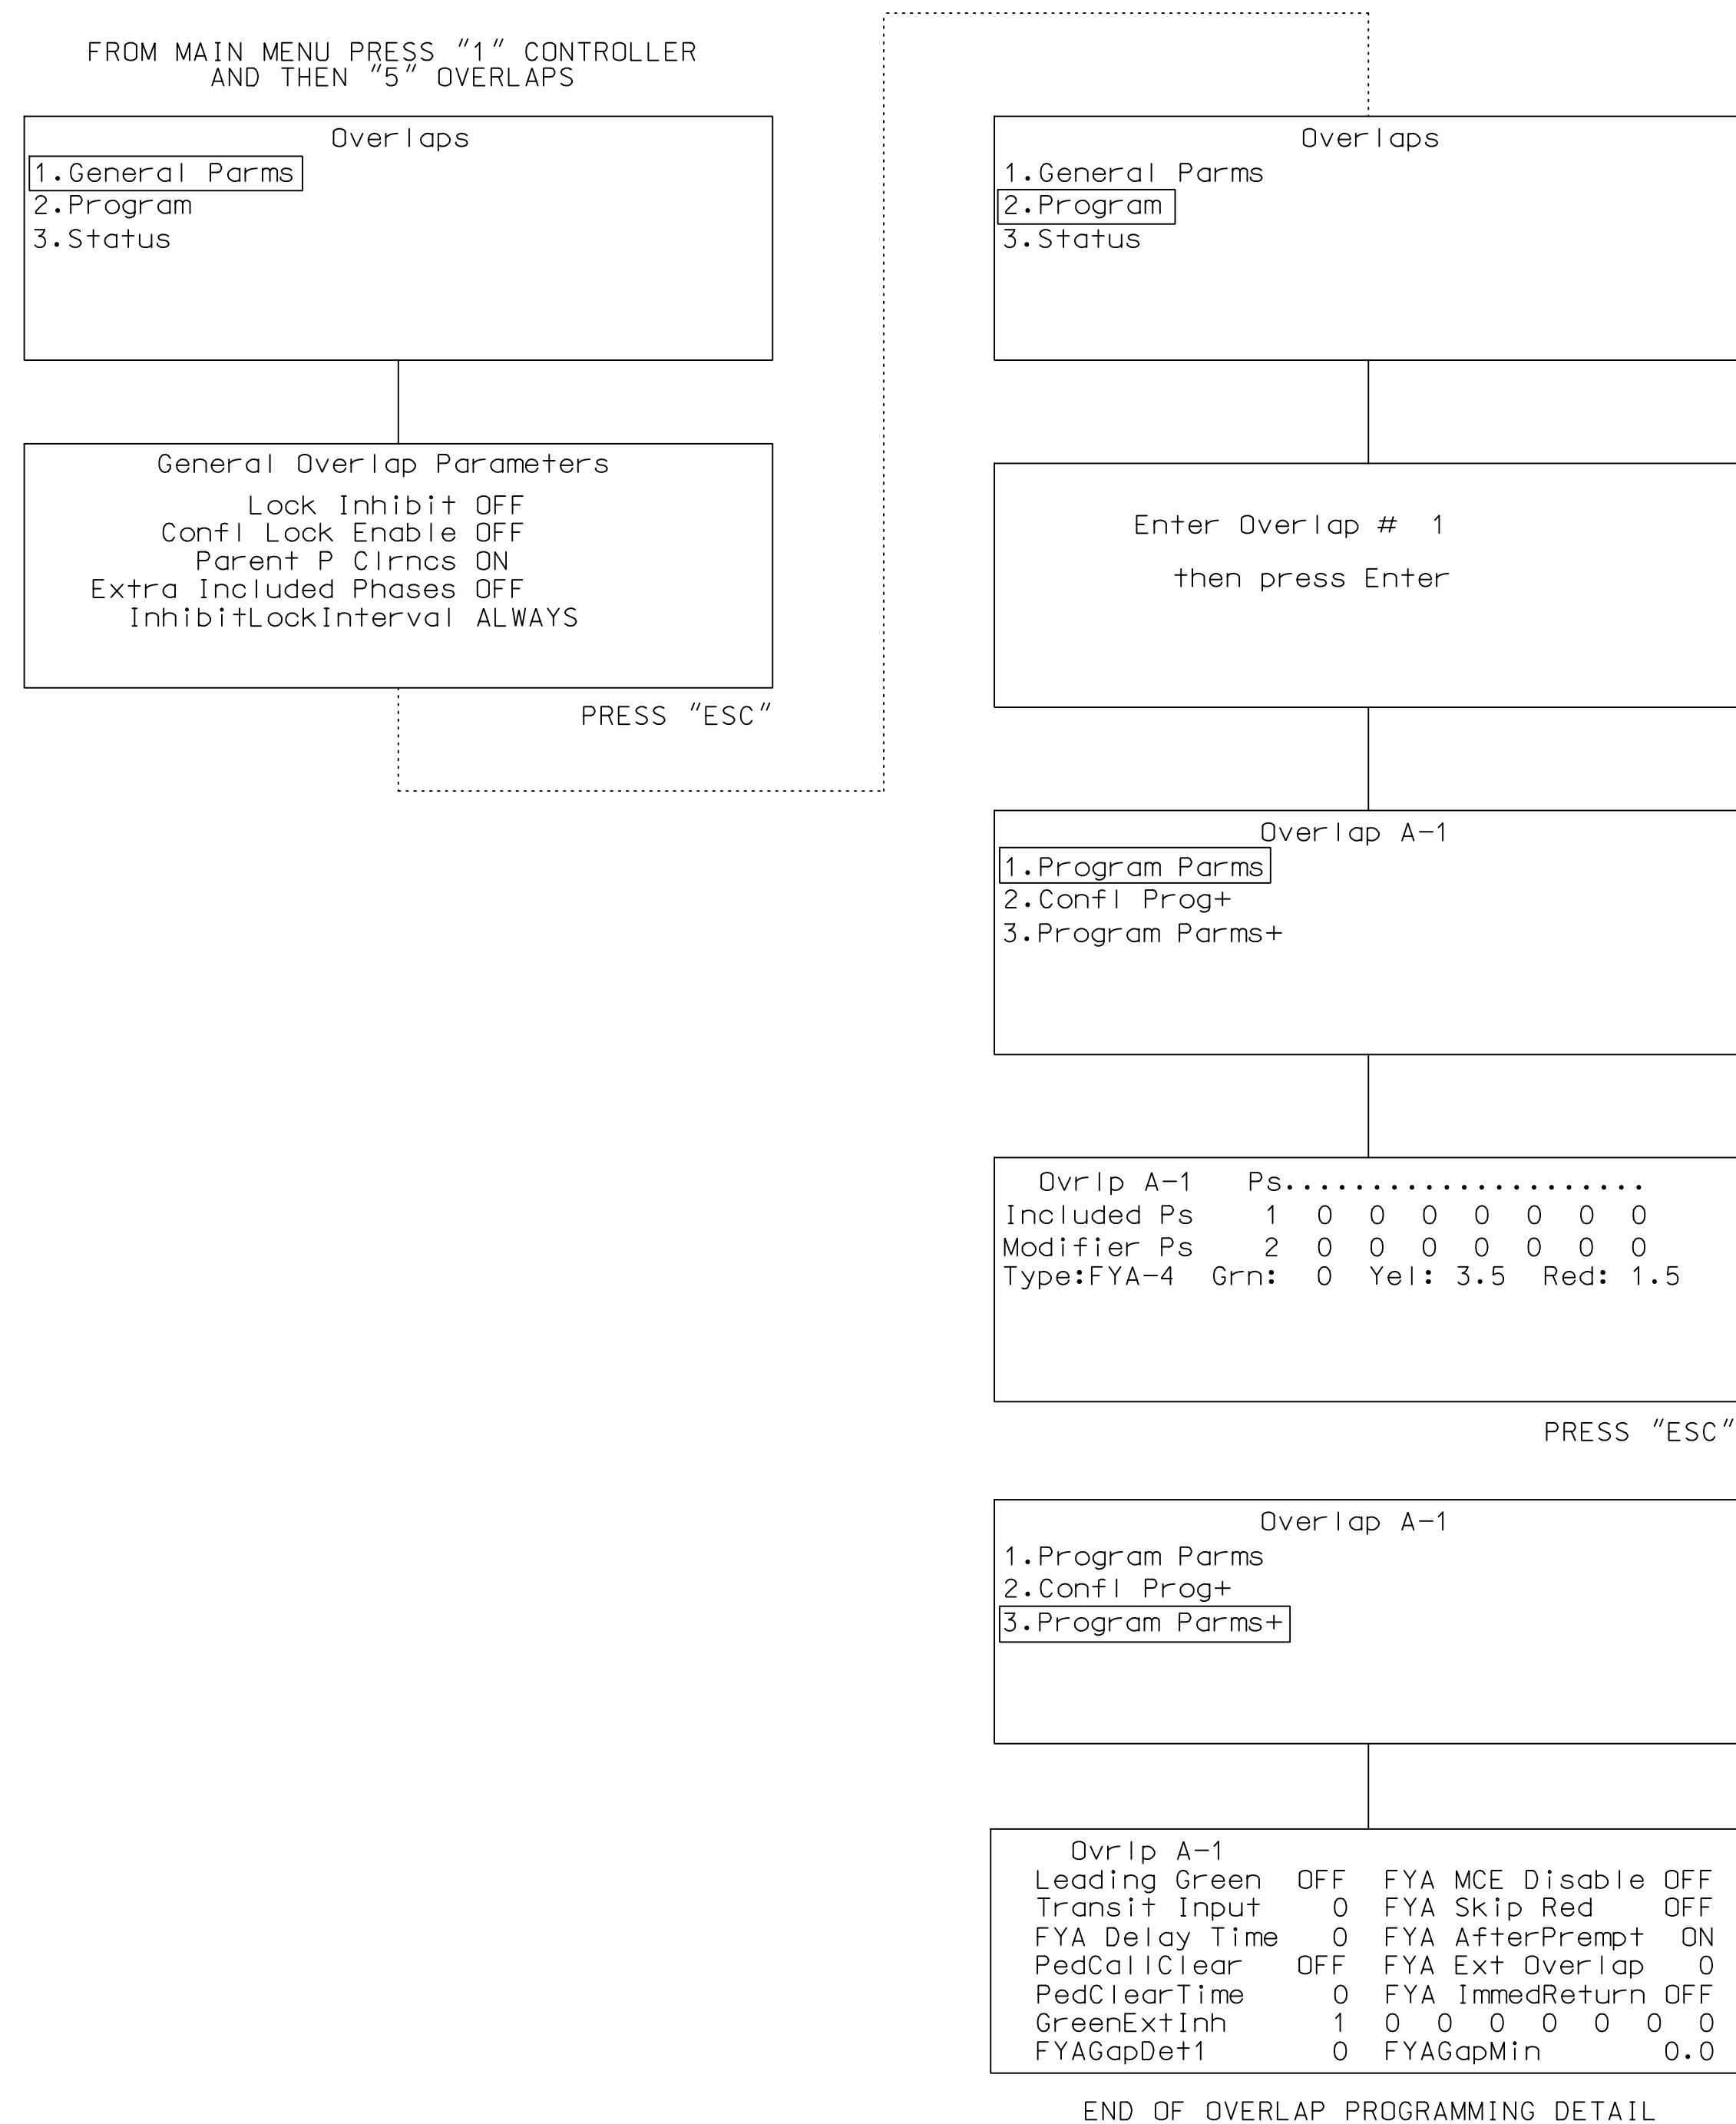 FROM MAIN MENU PRESS "1" CONTROLLER
AND THEN "5" OVERLAPS
Overlaps
1.General Parms
2.Program
3.Status
General Overlap Parameters
Lock Inhibit OFF
Confl Lock Enable OFF
Parent P Clrncs ON
Extra Included Phases OFF
InhibitLockInterval ALWAYS
PRESS "ESC"
Overlaps
1.General Parms
2.Program
3.Status
Enter Overlap # 1
then press Enter
Overlap A-1
1.Program Parms
2.Confl Prog+
3.Program Parms+
Ovrlp A-1 Ps.....................
Included Ps 1 0 0 0 0 0 0 0
Modifier Ps 2 0 0 0 0 0 0 0
Type:FYA-4 Grn: 0 Yel: 3.5 Red: 1.5
PRESS "ESC"
Overlap A-1
1.Program Parms
2.Confl Prog+
3.Program Parms+
Ovrlp A-1
Leading Green OFF FYA MCE Disable OFF
Transit Input 0 FYA Skip Red OFF
FYA Delay Time 0 FYA AfterPrempt ON
PedCallClear OFF FYA Ext Overlap 0
PedClearTime 0 FYA ImmedReturn OFF
GreenExtInh 1 0 0 0 0 0 0 0
FYAGapDet1 0 FYAGapMin 0.0
END OF OVERLAP PROGRAMMING DETAIL